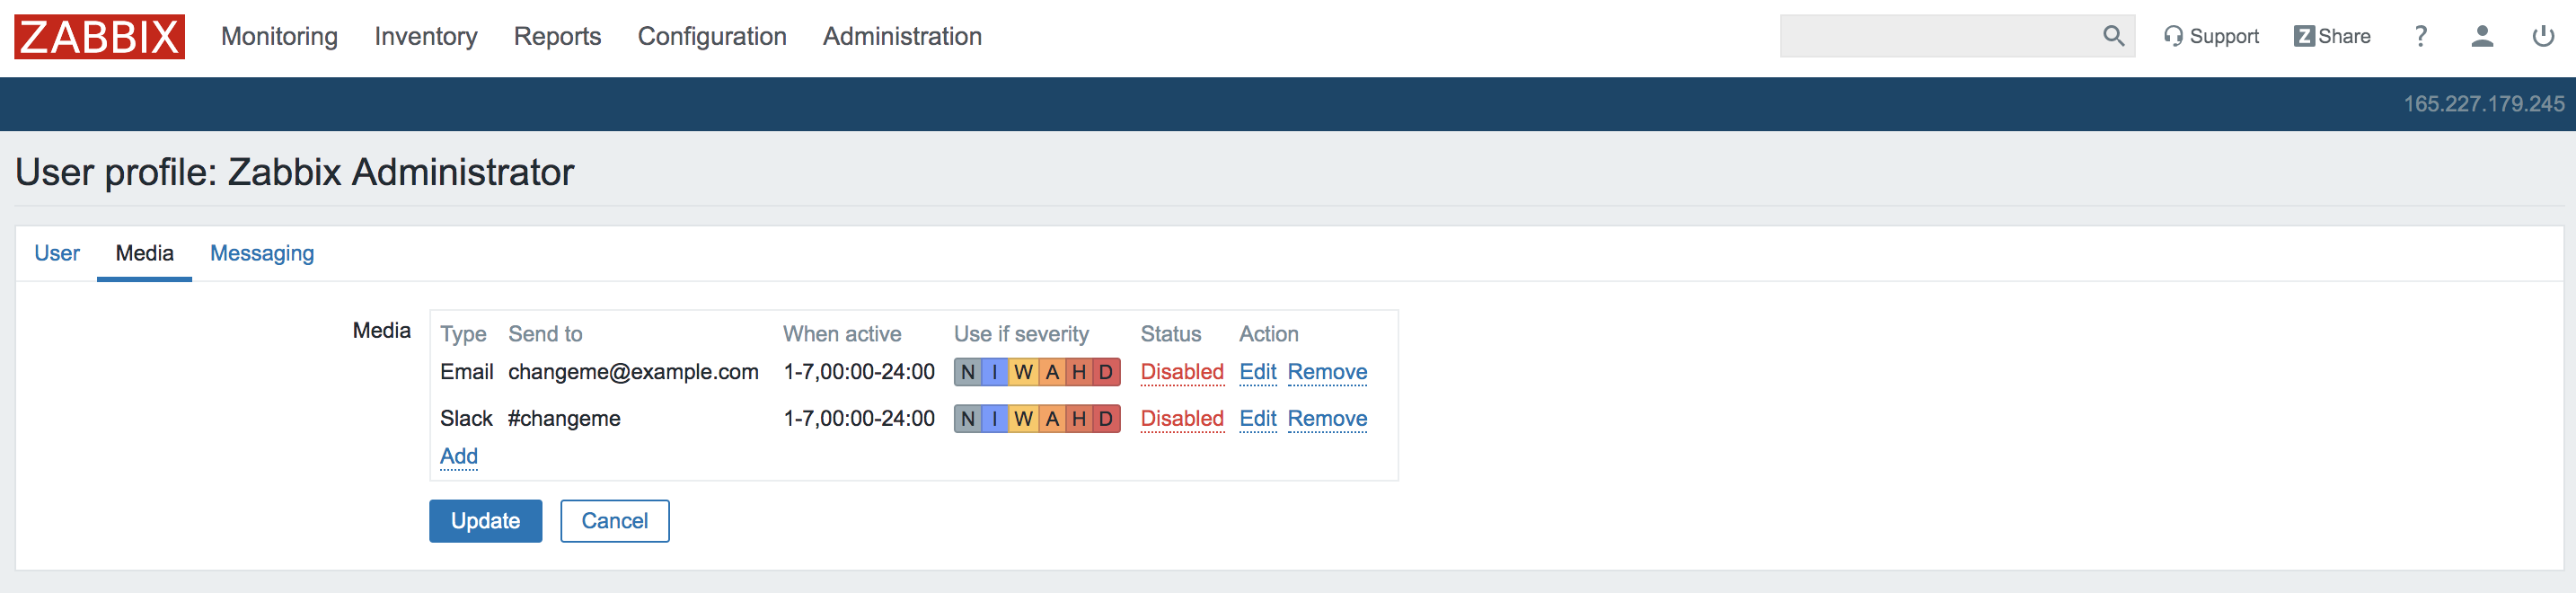 ZABBIX Monitoring Inventory Reports Configuration Administration Support Z Share ?
165.227.179.245
User profile: Zabbix Administrator
User Media Messaging
Media Type Send to When active Use if severity Status Action
Email changeme@example.com 1-7,00:00-24:00 N I W A H D Disabled Edit Remove
Slack #changeme 1-7,00:00-24:00 N I W A H D Disabled Edit Remove
Add
Update Cancel